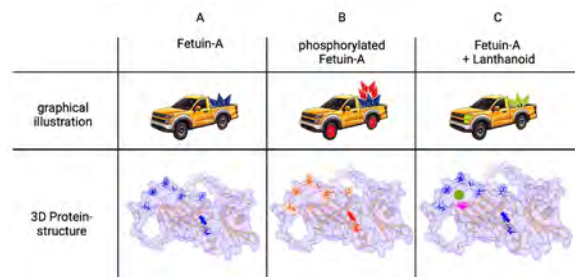 A
B
C
Fetuin-A
phosphorylated
Fetuin-A
Fetuin-A
+ Lanthanoid
graphical
illustration
3D Protein-
structure